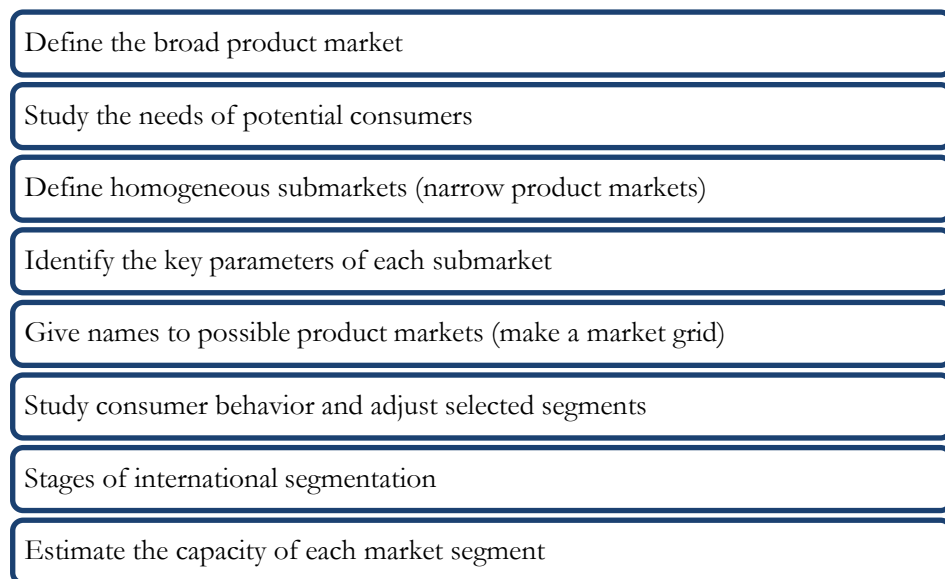 Define the broad product market
Study the needs of potential consumers
Define homogeneous submarkets (narrow product markets)
Identify the key parameters of each submarket
Give names to possible product markets (make a market grid)
Study consumer behavior and adjust selected segments
Stages of international segmentation
Estimate the capacity of each market segment